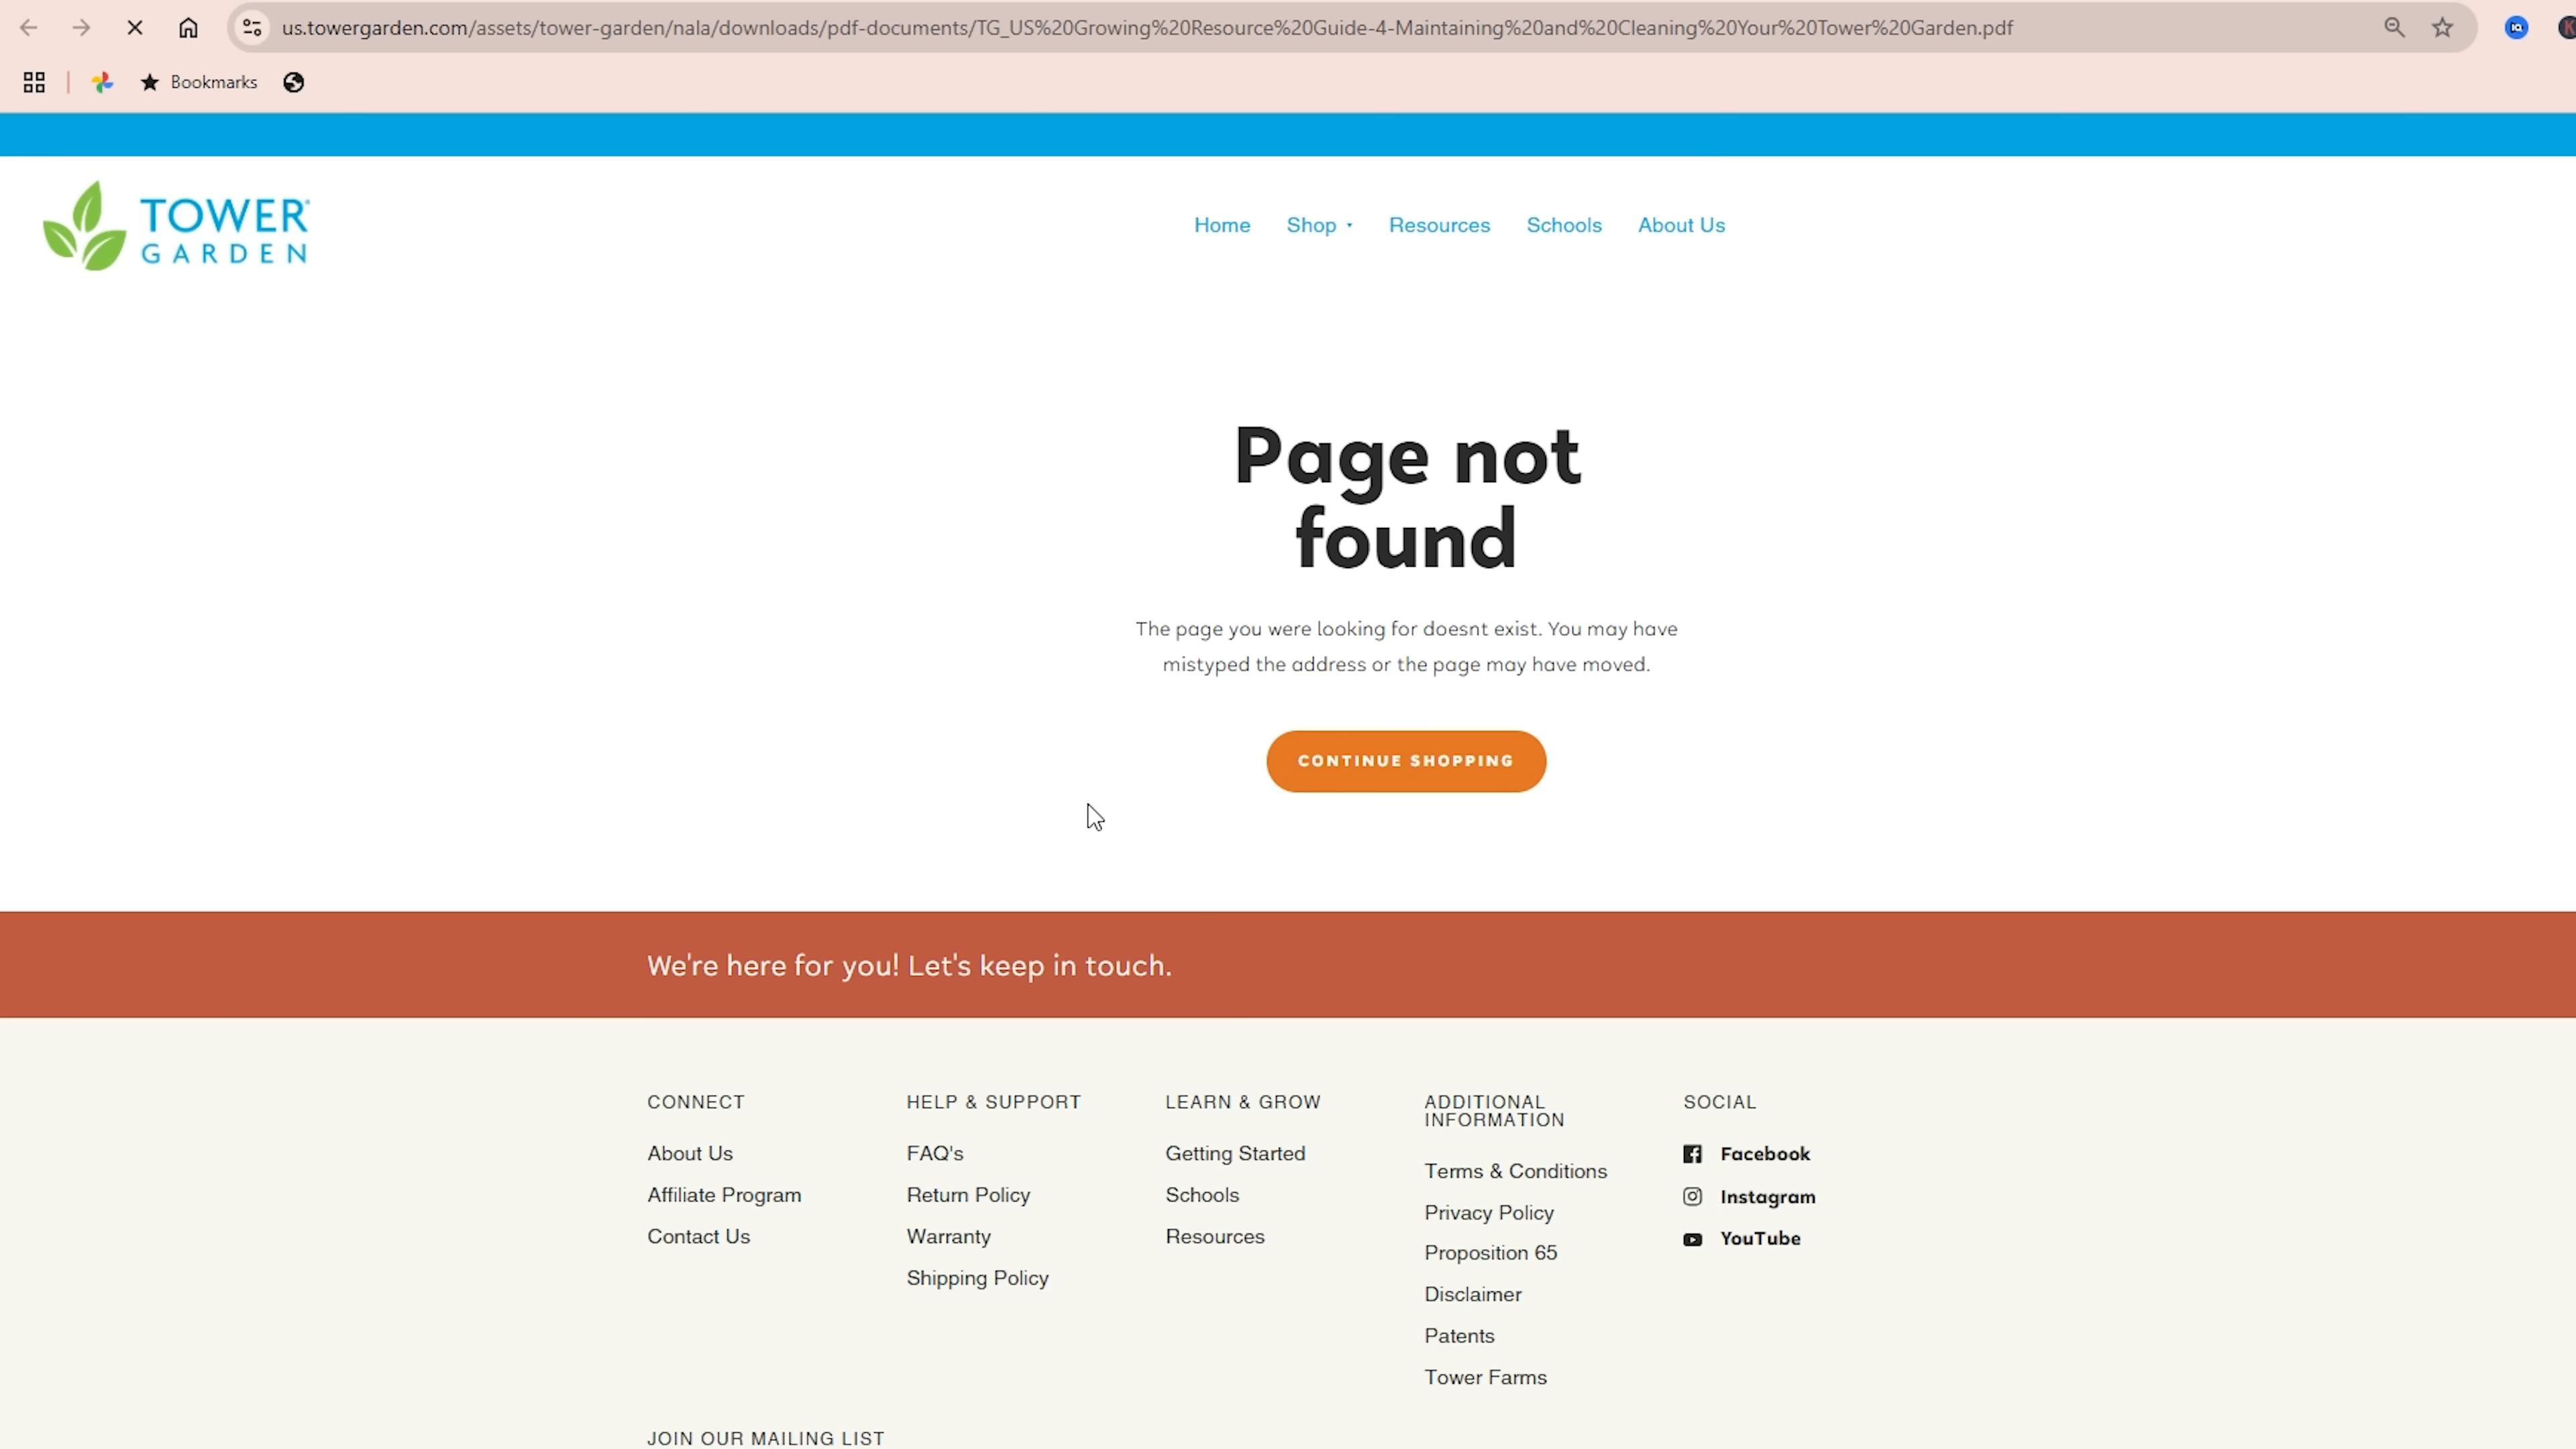 us.towergarden.com/assets/tower-garden/nala/downloads/pdf-documents/TG_US%20Growing%20Resource%20Guide-4-Maintaining%20and%20Cleaning%20Your%20Tower%20Garden.pdf
Bookmarks
TOWER
GARDEN
Home Shop Resources Schools About Us
Page not
found
The page you were looking for doesnt exist. You may have
mistyped the address or the page may have moved.
CONTINUE SHOPPING
We're here for you! Let's keep in touch.
CONNECT
About Us
Affiliate Program
Contact Us
HELP & SUPPORT
FAQ's
Return Policy
Warranty
Shipping Policy
LEARN & GROW
Getting Started
Schools
Resources
ADDITIONAL
INFORMATION
Terms & Conditions
Privacy Policy
Proposition 65
Disclaimer
Patents
Tower Farms
SOCIAL
Facebook
Instagram
YouTube
JOIN OUR MAILING LIST